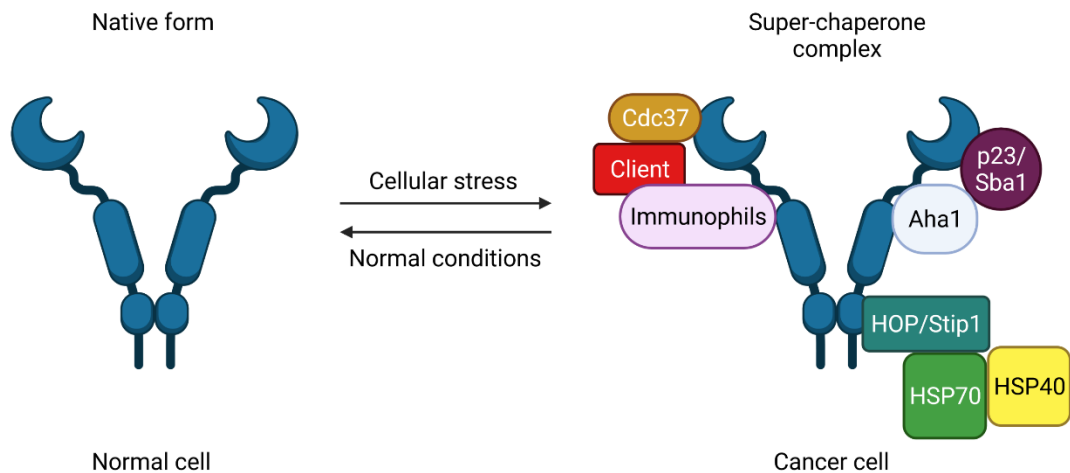 Native form
Super-chaperone
complex
Cdc37
Client
Immunophils
p23/
Sba1
Aha1
Cellular stress
Normal conditions
HOP/Stip1
HSP70
HSP40
Normal cell
Cancer cell